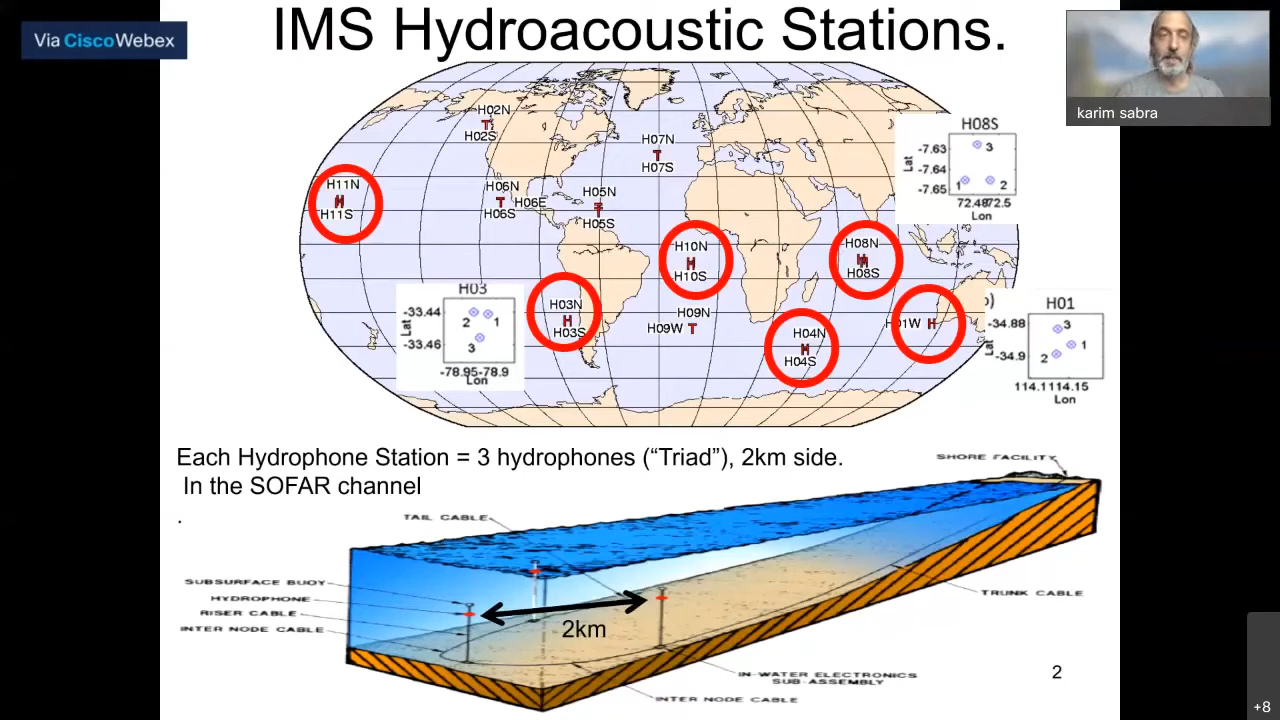 Via Cisco Webex
IMS Hydroacoustic Stations.
karim sabra
H02N
H02S
H07N
H07S
H11N
H11S
H06N
H06E
H06S
H05N
H05S
H10N
H10S
H08N
H08S
H03N
H03S
H09N
H09W
H04N
H04S
H01W
H08S
Lat
-7.63
-7.64
-7.65
3
1
2
72.48 72.5
Lon
H03
Lat
-33.44
-33.46
2
1
3
-78.95-78.9
Lon
)
H01
Lat
-34.88
-34.9
3
1
2
114.1114.15
Lon
Each Hydrophone Station = 3 hydrophones (“Triad”), 2km side.
In the SOFAR channel
.
SHORE FACILITY
TAIL CABLE
SUBSURFACE BUOY
HYDROPHONE
RISER CABLE
INTER NODE CABLE
2km
TRUNK CABLE
IN-WATER ELECTRONICS
SUB-ASSEMBLY
INTER NODE CABLE
2
+8